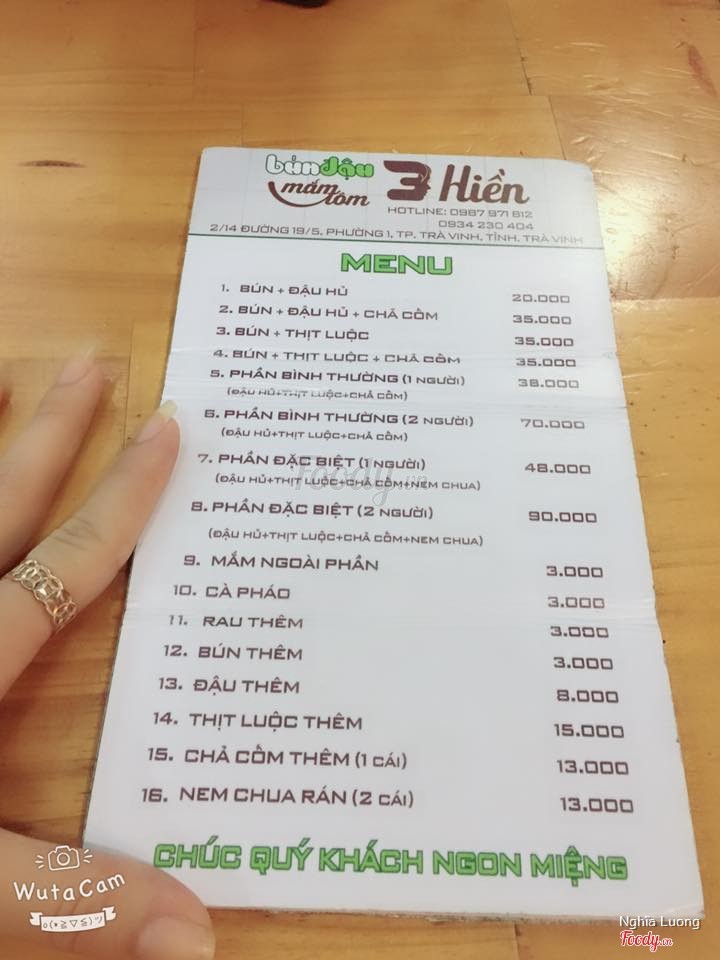 búnđậu
mắm tôm
3 Hiền
HOTLINE: 0967 971 612
0934 230 404
2/14 ĐƯỜNG 19/5, PHƯỜNG 1, TP. TRÀ VINH, TỈNH. TRÀ VINH
MENU
1. BÚN + ĐẬU HỦ 20.000
2. BÚN + ĐẬU HỦ + CHẢ CỐM 35.000
3. BÚN + THỊT LUỘC 35.000
4. BÚN + THỊT LUỘC + CHẢ CỐM 35.000
5. PHẦN BÌNH THƯỜNG (1 NGƯỜI) 38.000
(ĐẬU HỦ+THỊT LUỘC+CHẢ CỐM)
6. PHẦN BÌNH THƯỜNG (2 NGƯỜI) 70.000
(ĐẬU HỦ+THỊT LUỘC+CHẢ CỐM)
7. PHẦN ĐẶC BIỆT (1 NGƯỜI) 48.000
(ĐẬU HỦ+THỊT LUỘC+CHẢ CỐM+NEM CHUA)
8. PHẦN ĐẶC BIỆT (2 NGƯỜI) 90.000
(ĐẬU HỦ+THỊT LUỘC+CHẢ CỐM+NEM CHUA)
9. MẮM NGOÀI PHẦN 3.000
10. CÀ PHÁO 3.000
11. RAU THÊM 3.000
12. BÚN THÊM 3.000
13. ĐẬU THÊM 8.000
14. THỊT LUỘC THÊM 15.000
15. CHẢ CỐM THÊM (1 CÁI) 13.000
16. NEM CHUA RÁN (2 CÁI) 13.000
CHÚC QUÝ KHÁCH NGON MIỆNG
Foody.vn
WutaCam
Nghĩa Luong
Foody.vn